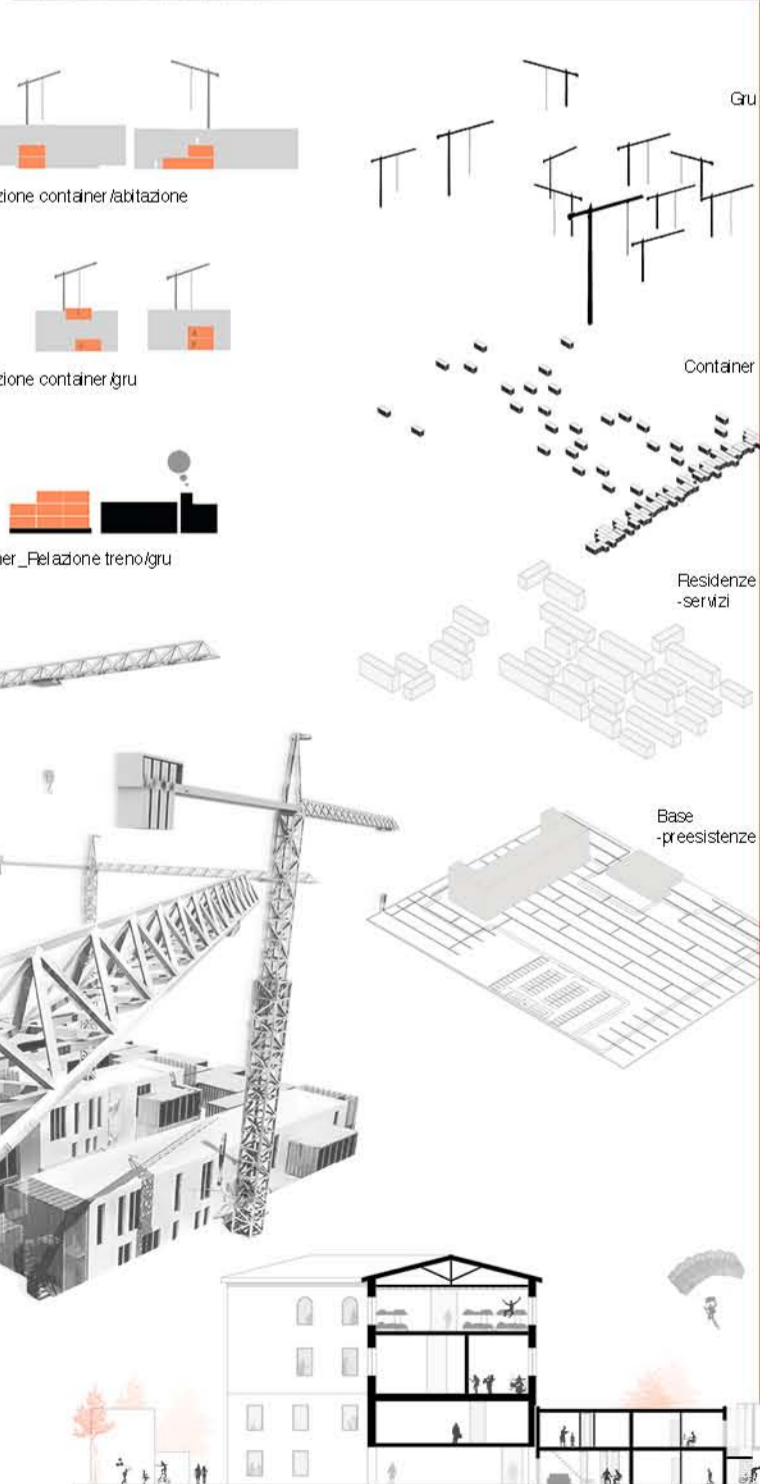 Gru
zione container/abitazione
Container
zione container/gru
ner_Relazione treno/gru
Residenze
-servizi
Base
-preesistenze